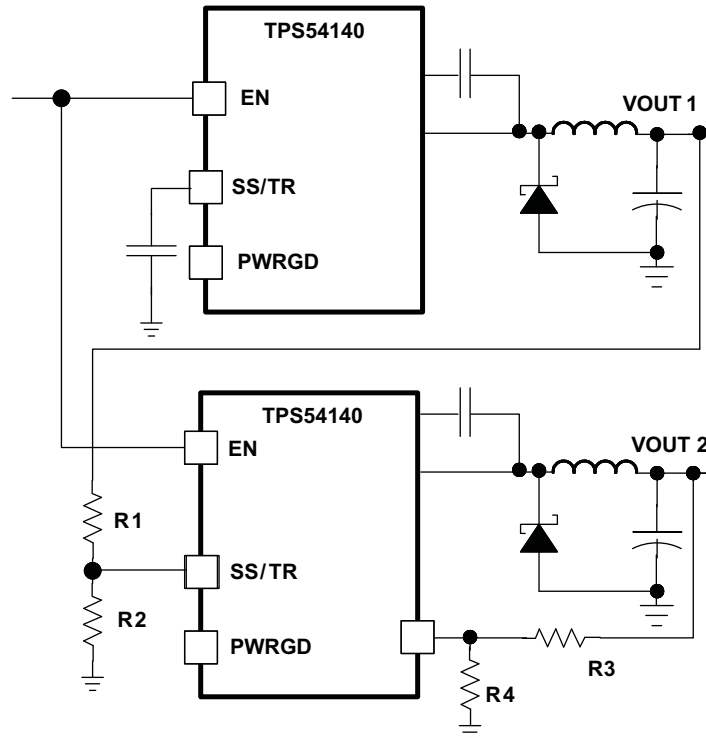 TPS54140
EN
VOUT 1
SS/TR
PWRGD
TPS54140
EN
VOUT 2
R1
SS/TR
R2
PWRGD
R3
R4